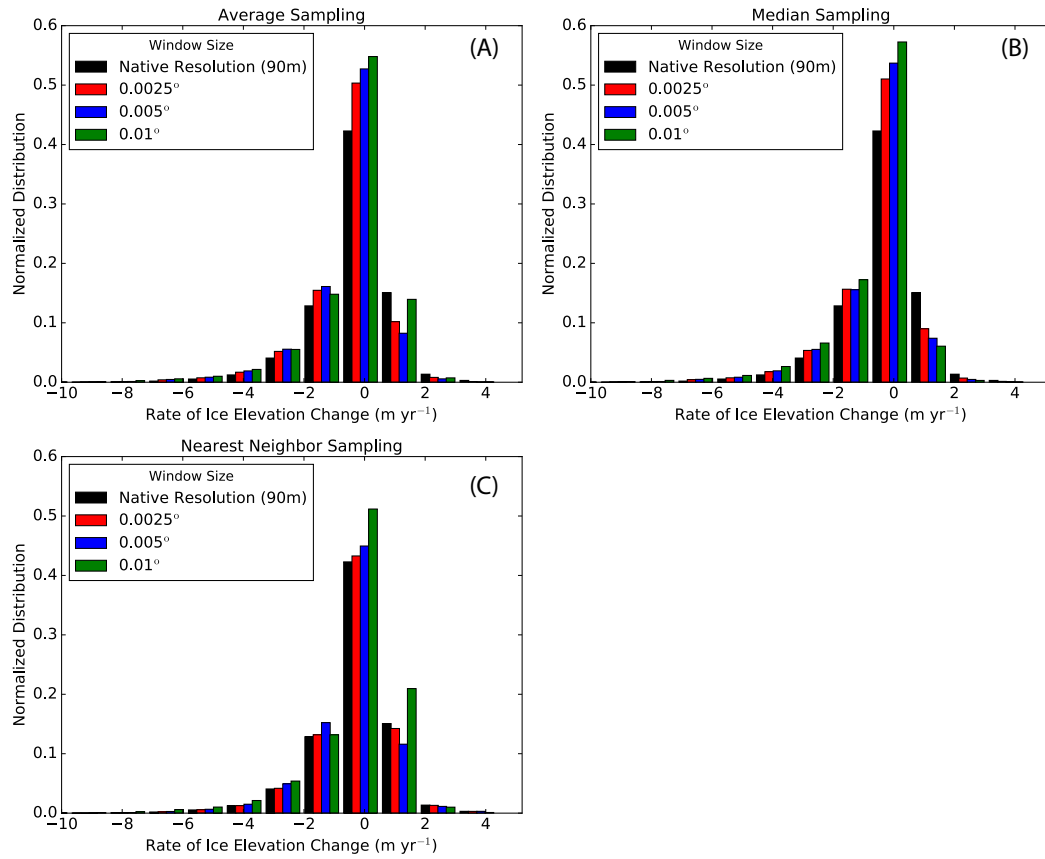 Average Sampling
(A)
Window Size
Native Resolution (90m)
0.0025°
0.005°
0.01°
Normalized Distribution
0.6
0.5
0.4
0.3
0.2
0.1
0.0
−10 −8 −6 −4 −2 0 2 4
Rate of Ice Elevation Change (m yr⁻¹)
Median Sampling
(B)
Window Size
Native Resolution (90m)
0.0025°
0.005°
0.01°
Normalized Distribution
0.6
0.5
0.4
0.3
0.2
0.1
0.0
−10 −8 −6 −4 −2 0 2 4
Rate of Ice Elevation Change (m yr⁻¹)
Nearest Neighbor Sampling
(C)
Window Size
Native Resolution (90m)
0.0025°
0.005°
0.01°
Normalized Distribution
0.6
0.5
0.4
0.3
0.2
0.1
0.0
−10 −8 −6 −4 −2 0 2 4
Rate of Ice Elevation Change (m yr⁻¹)